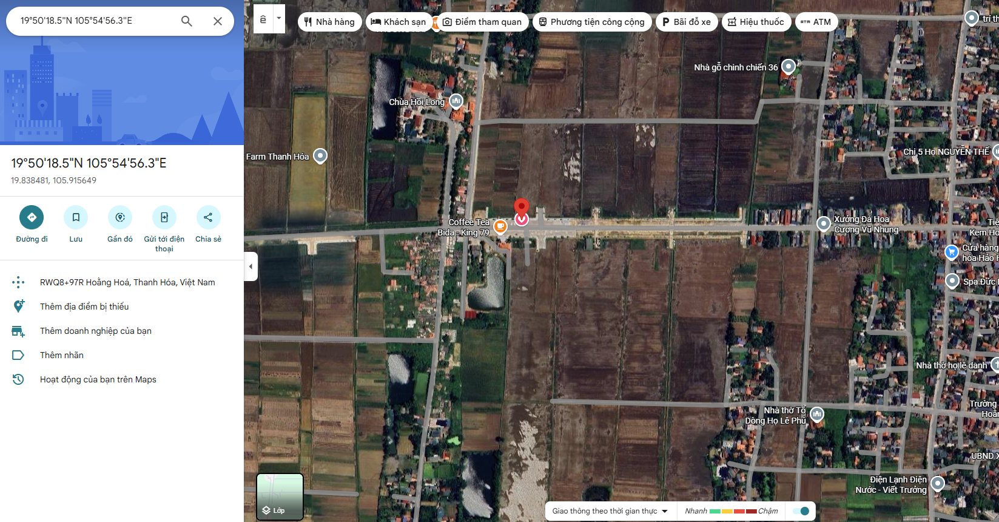 19°50'18.5"N 105°54'56.3"E
19°50'18.5"N 105°54'56.3"E
19.838481, 105.915649
Đường đi
Lưu
Gần đó
Gửi tới điện
thoại
Chia sẻ
RWQ8+97R Hoằng Hoá, Thanh Hóa, Việt Nam
Thêm địa điểm bị thiếu
Thêm doanh nghiệp của bạn
Thêm nhãn
Hoạt động của bạn trên Maps
ê
Nhà hàng
Khách sạn
Điểm tham quan
Phương tiện công cộng
Bãi đỗ xe
Hiệu thuốc
ATM
Nhà gỗ chinh chiến 36
Chùa Hồi Long
Farm Thanh Hóa
Chi 5 Họ NGUYỄN THẾ
Coffee Tea
Bida - King 79
Xưởng Đá Hoa
Cương Vũ Nhung
Kem
Cửa hàng
hóa Hảo
Spa Đức
Nhà thờ họ lê danh
Nhà thờ Tổ
Dòng Họ Lê Phú
Trường
UBND
Điện Lạnh Điện
Nước - Viết Trưởng
Lớp
Giao thông theo thời gian thực
Nhanh
Chậm